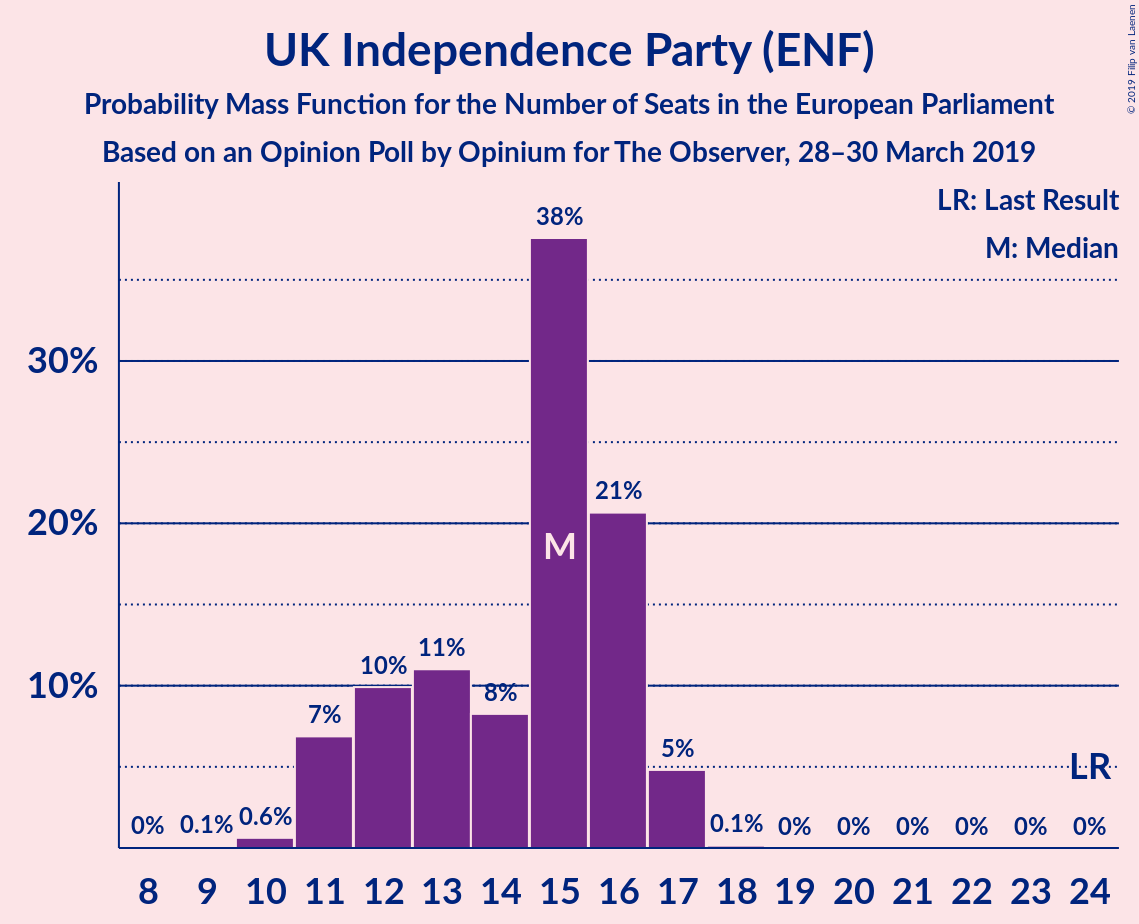 UK Independence Party (ENF)
Probability Mass Function for the Number of Seats in the European Parliament
Based on an Opinion Poll by Opinium for The Observer, 28–30 March 2019
© 2019 Filip van Laenen
LR: Last Result
M: Median
38%
30%
21%
20%
M
11%
10%
10%
8%
7%
5%
LR
0% 0.1% 0.6% 0.1% 0% 0% 0% 0% 0% 0%
8 9 10 11 12 13 14 15 16 17 18 19 20 21 22 23 24